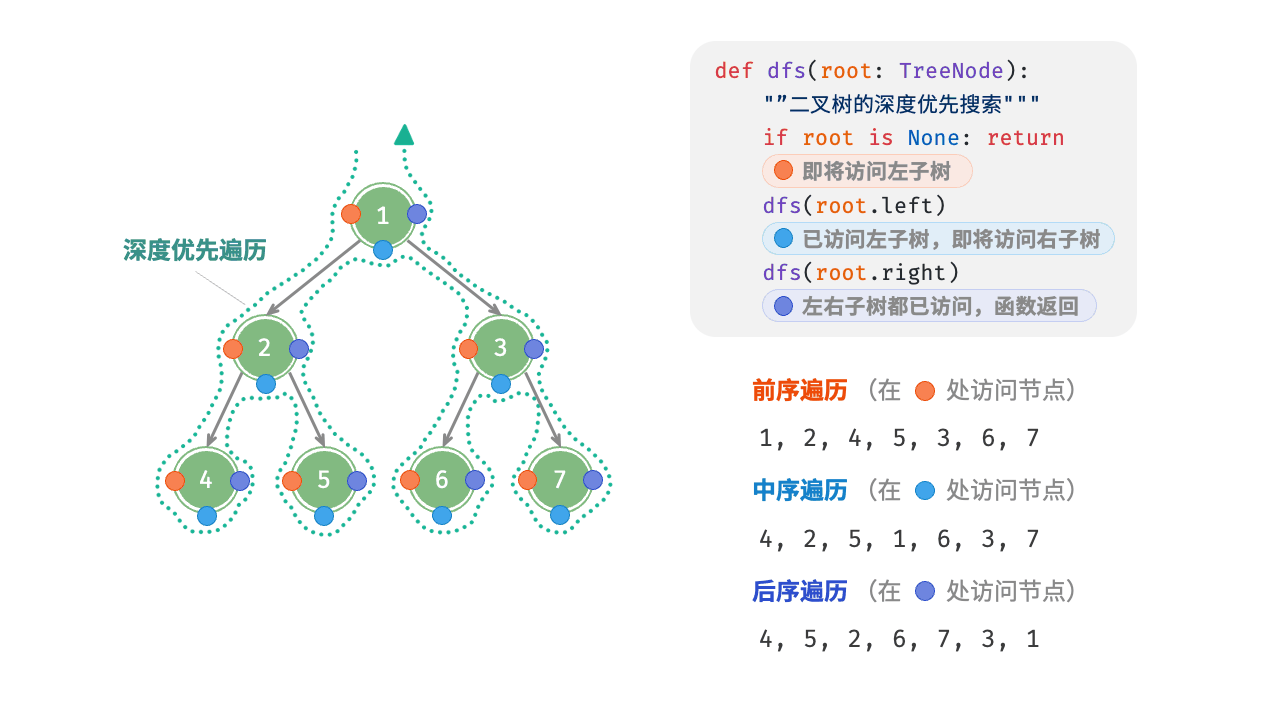 深度优先遍历
1
2
3
4
5
6
7
def dfs(root: TreeNode):
"”二叉树的深度优先搜索"""
if root is None: return
即将访问左子树
dfs(root.left)
已访问左子树，即将访问右子树
dfs(root.right)
左右子树都已访问，函数返回
前序遍历（在 处访问节点）
1, 2, 4, 5, 3, 6, 7
中序遍历（在 处访问节点）
4, 2, 5, 1, 6, 3, 7
后序遍历（在 处访问节点）
4, 5, 2, 6, 7, 3, 1